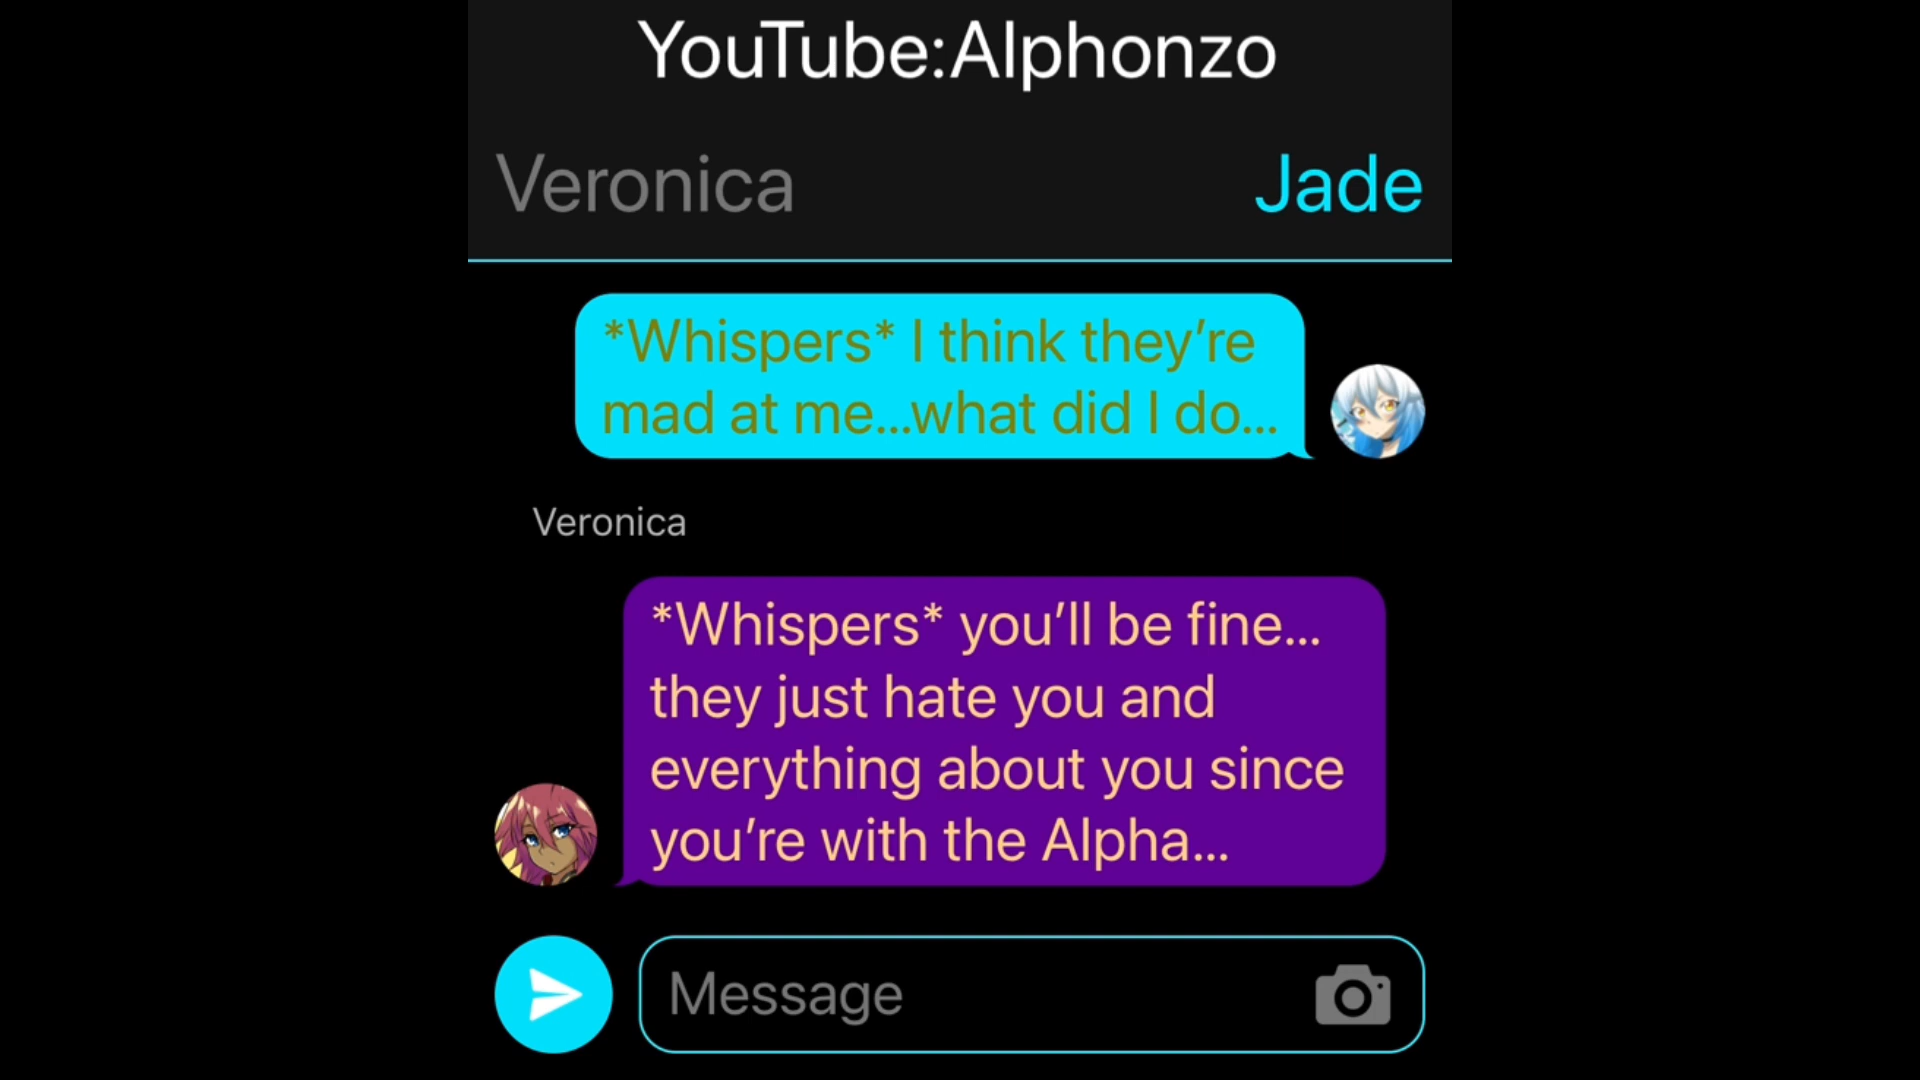 YouTube:Alphonzo
Veronica Jade
*Whispers* I think they’re
mad at me...what did I do...
Veronica
*Whispers* you’ll be fine...
they just hate you and
everything about you since
you’re with the Alpha...
Message